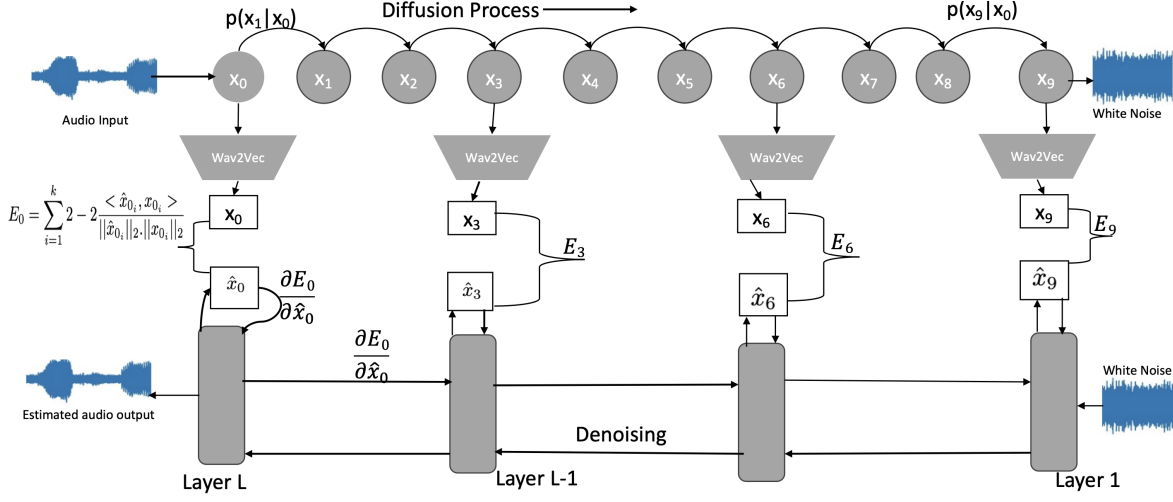 Diffusion Process
p(x₁|x₀)
p(x₉|x₀)
x₀
x₁
x₂
x₃
x₄
x₅
x₆
x₇
x₈
x₉
Audio Input
White Noise
Wav2Vec
Wav2Vec
Wav2Vec
Wav2Vec
E₀ = ∑ᵢ₌₁ᵏ 2 − 2 < x̂₀ᵢ, x₀ᵢ > / ||x̂₀ᵢ||₂.||x₀ᵢ||₂
x₀
x₃
x₆
x₉
E₃
E₆
E₉
x̂₀
x̂₃
x̂₆
x̂₉
∂E₀/∂x̂₀
∂E₀/∂x̂₀
White Noise
Estimated audio output
Denoising
Layer L
Layer L-1
Layer 1